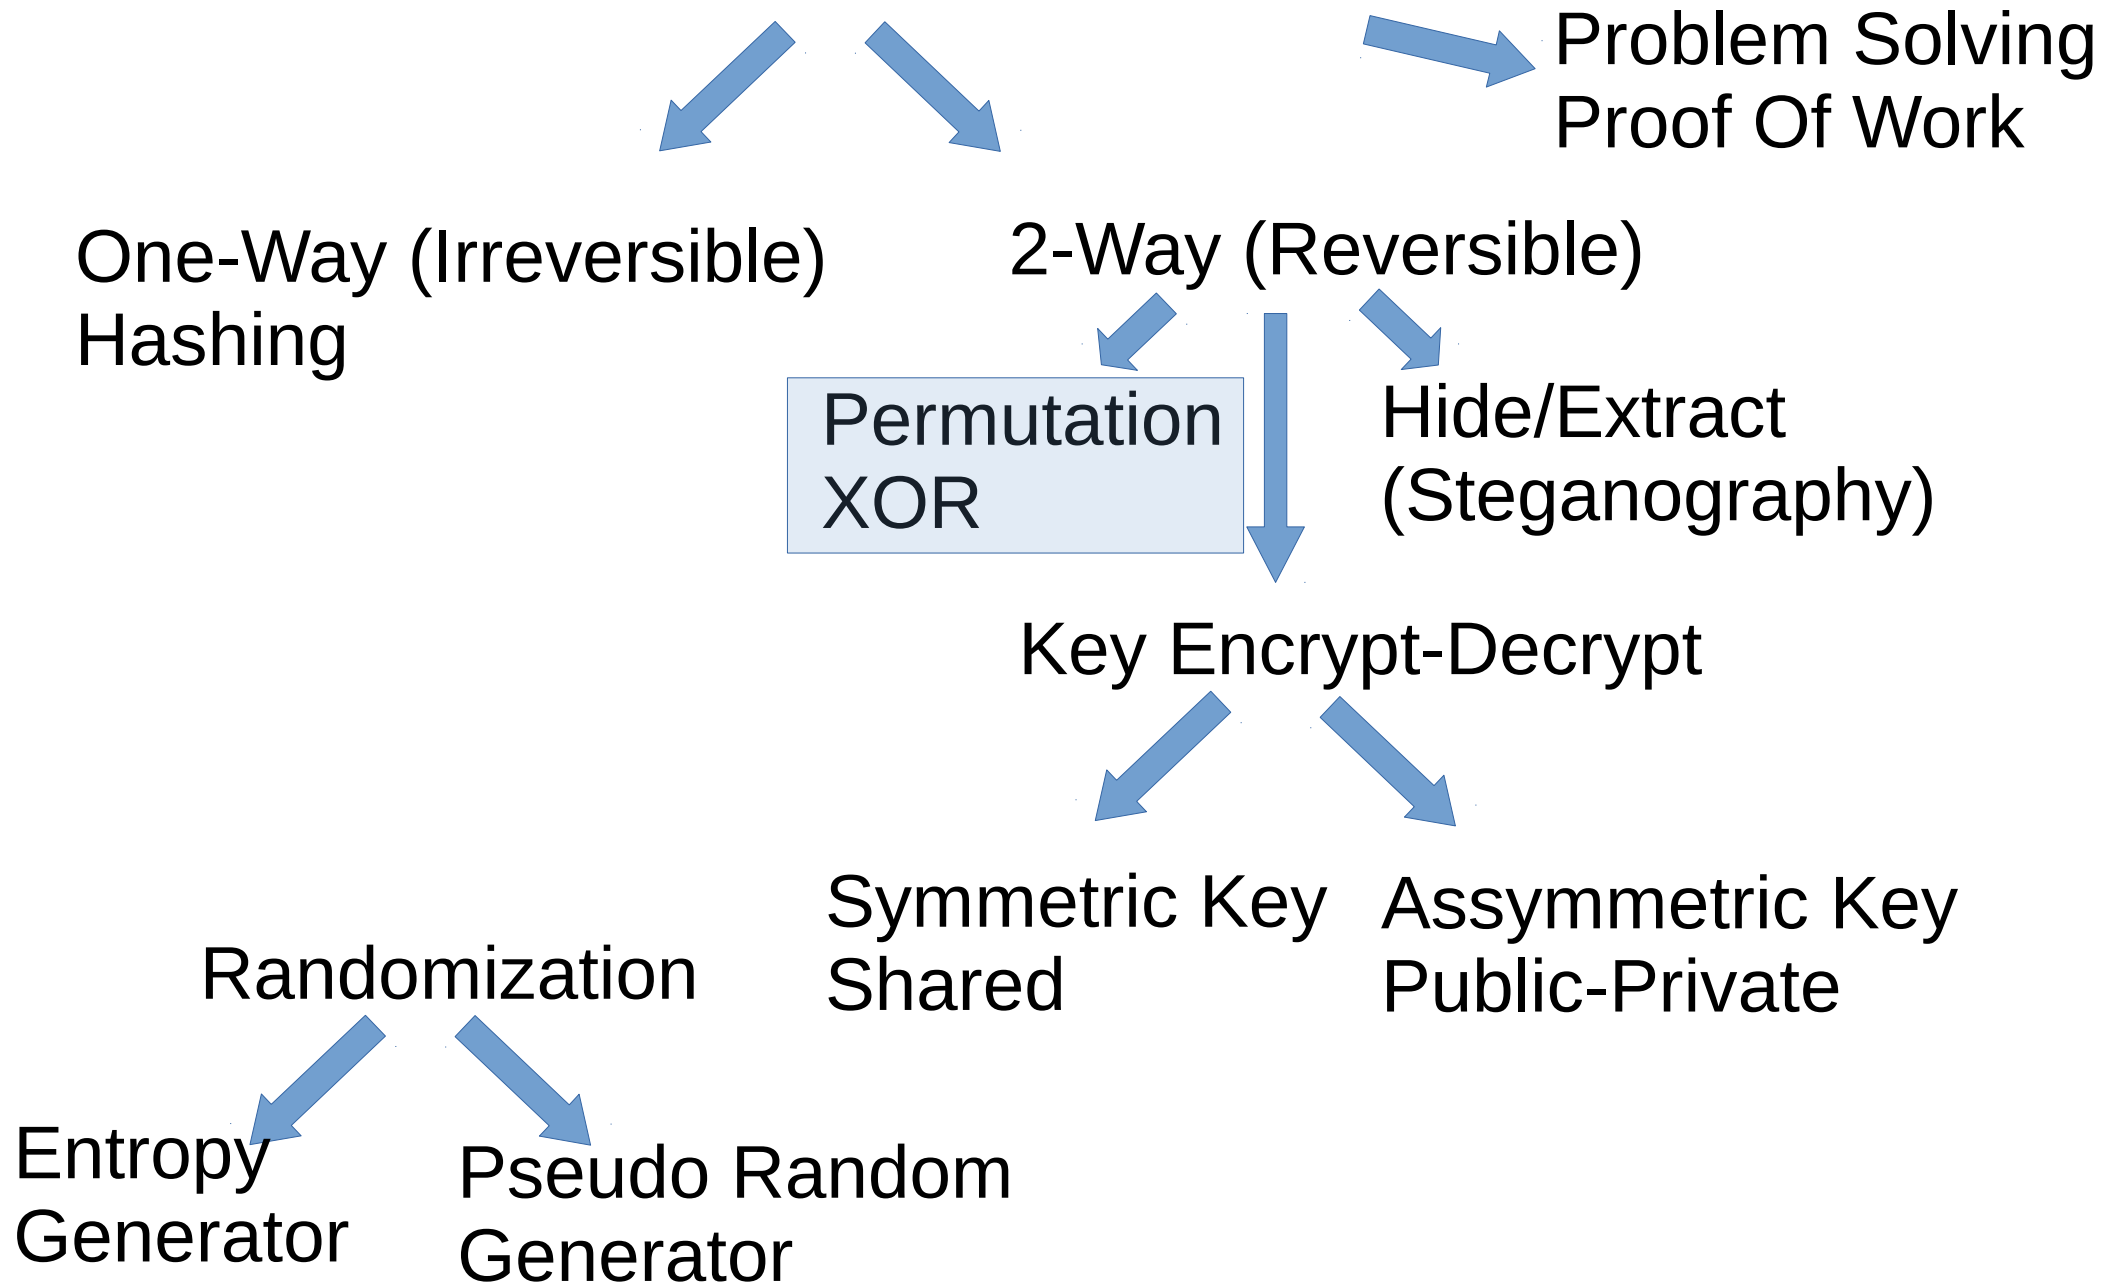 Problem Solving
Proof Of Work
One-Way (Irreversible)
Hashing
2-Way (Reversible)
Permutation
XOR
Hide/Extract
(Steganography)
Key Encrypt-Decrypt
Symmetric Key
Shared
Assymmetric Key
Public-Private
Randomization
Entropy
Generator
Pseudo Random
Generator